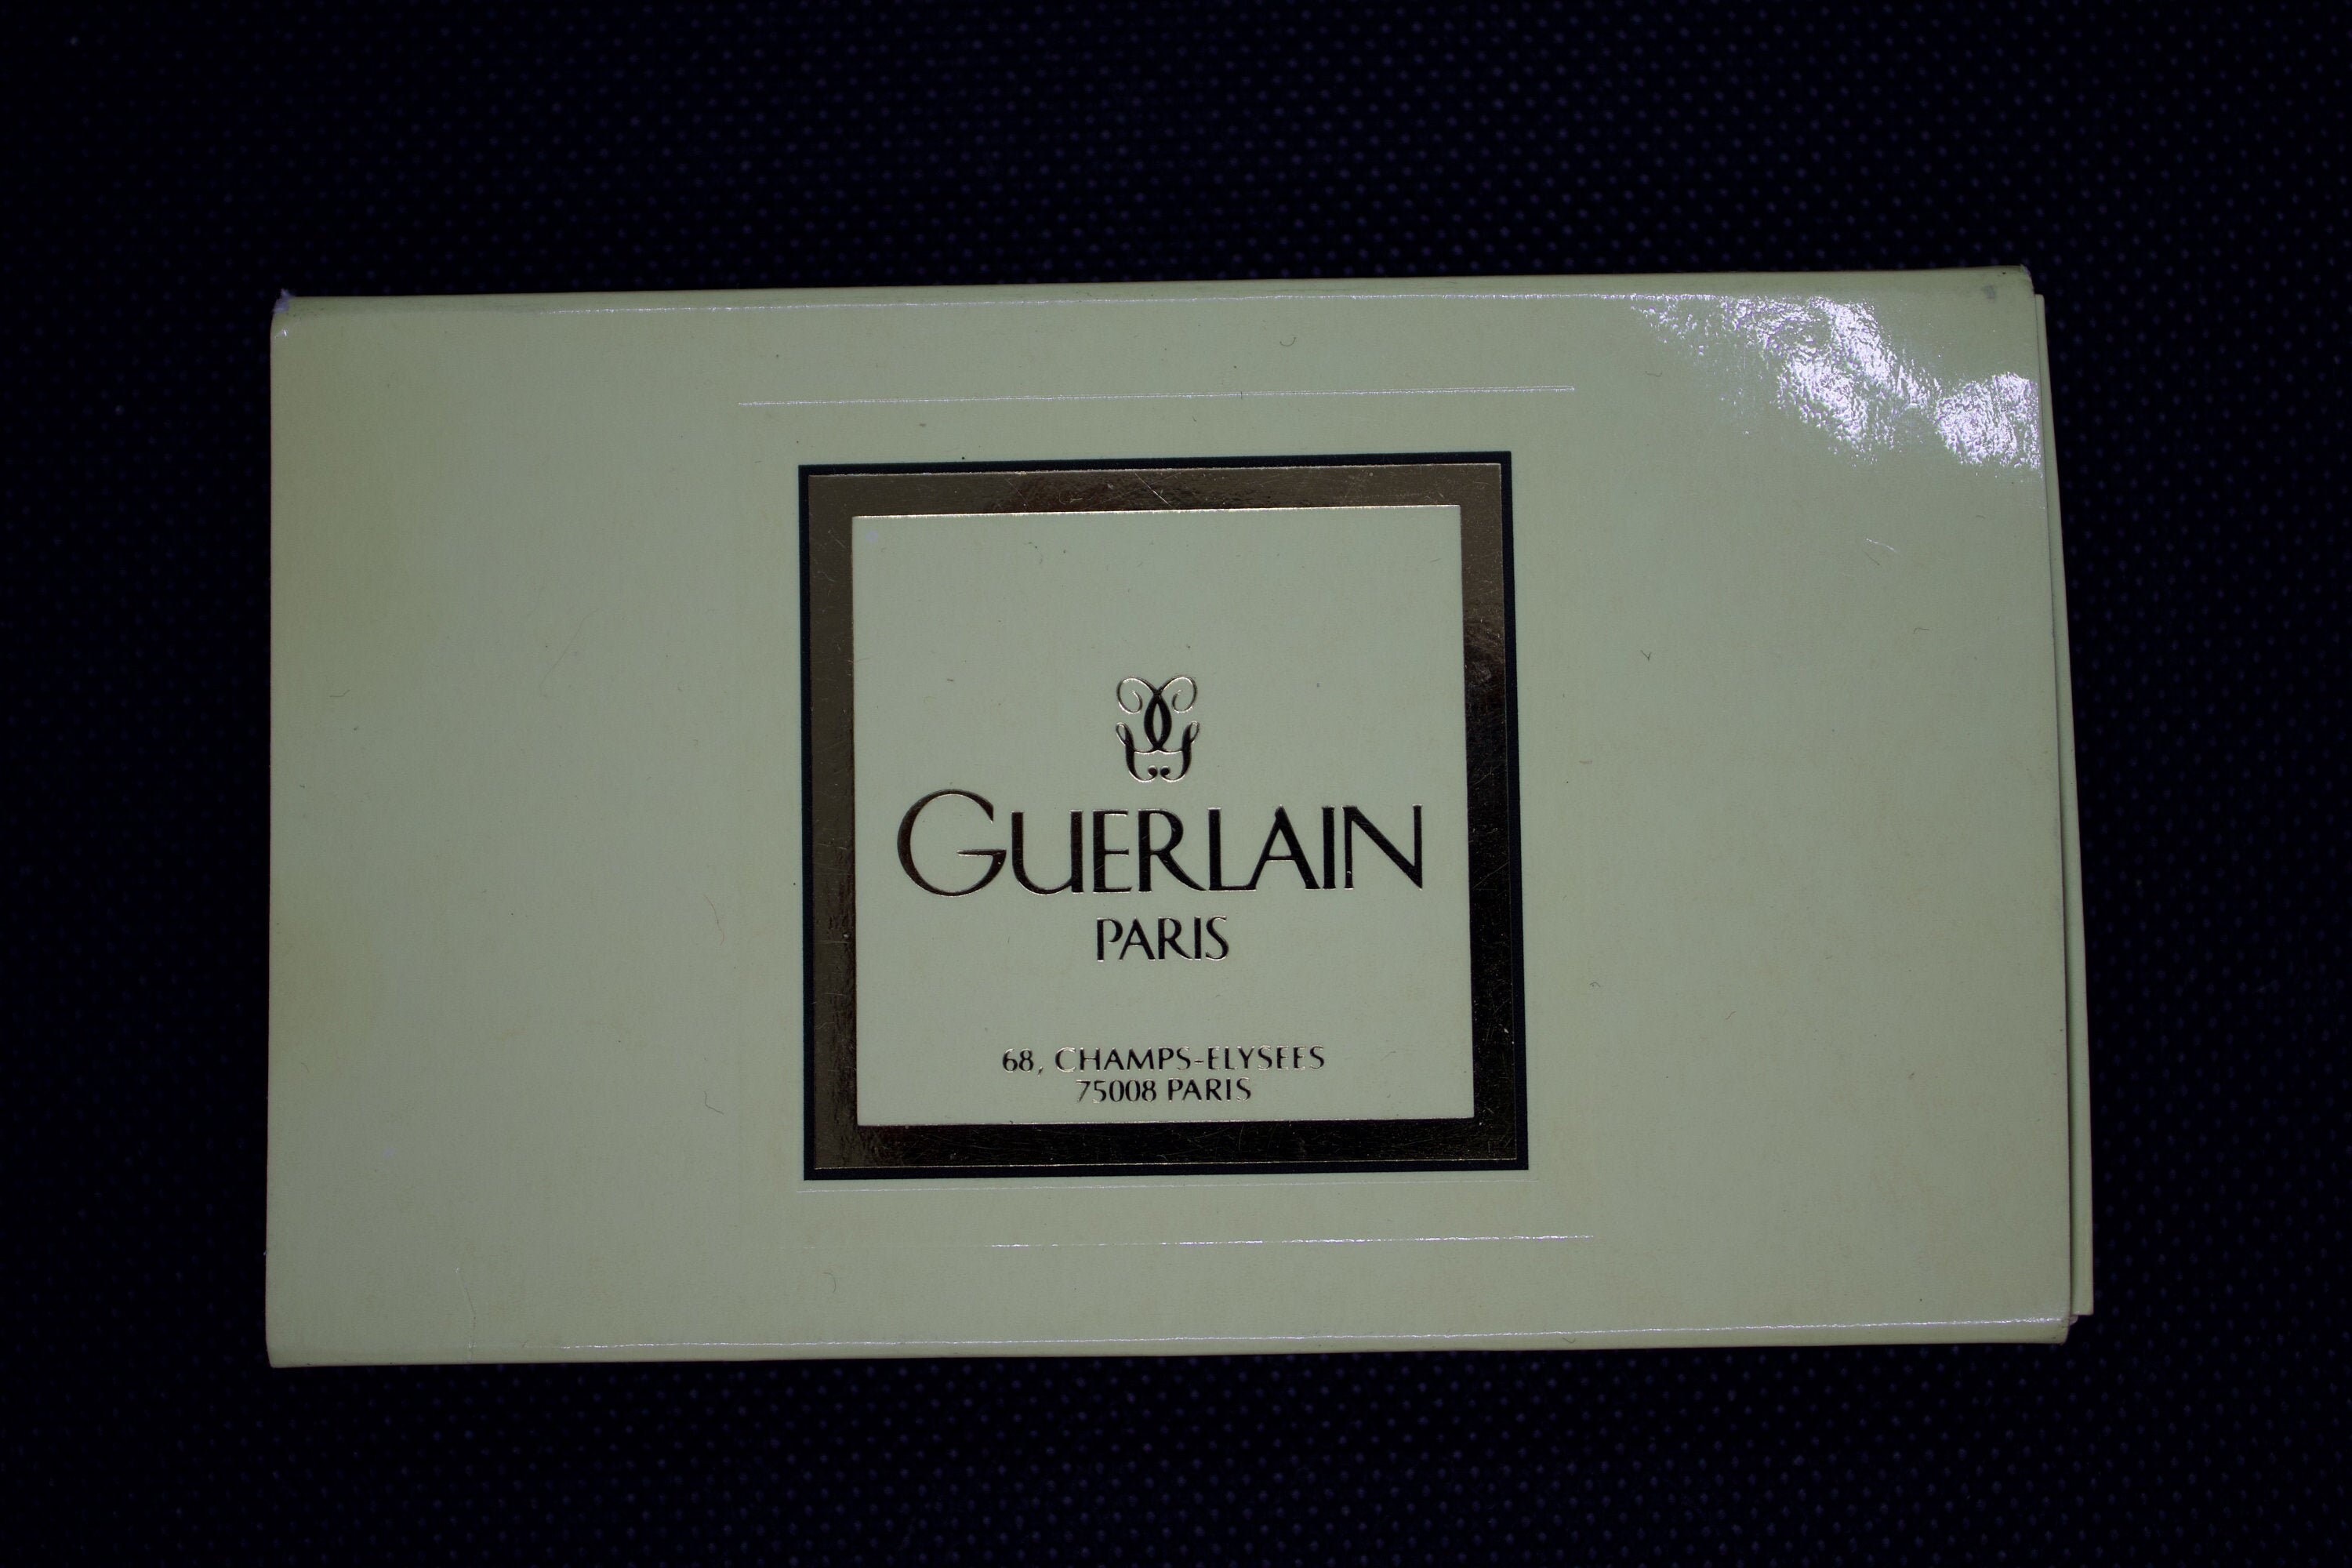 GUERLAIN
PARIS
68, CHAMPS-ELYSEES
75008 PARIS